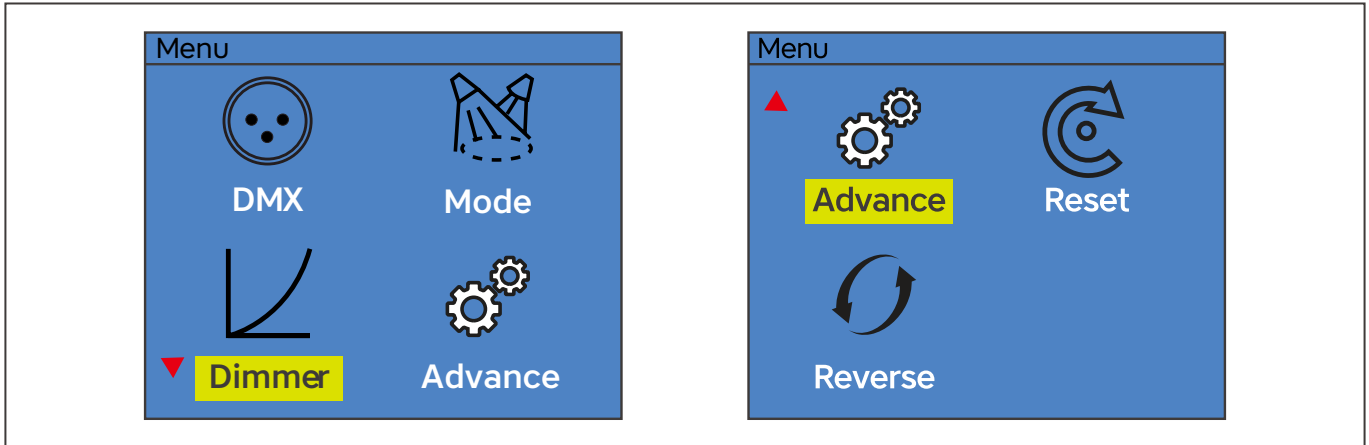 Menu
DMX
Mode
Dimmer
Advance
Menu
Advance
Reset
Reverse